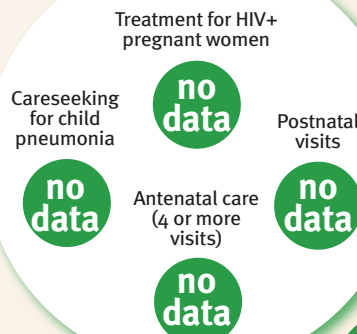 Treatment for HIV+
pregnant women
no
data
Careseeking
for child
pneumonia
no
data
Postnatal
visits
no
data
Antenatal care
(4 or more
visits)
no
data